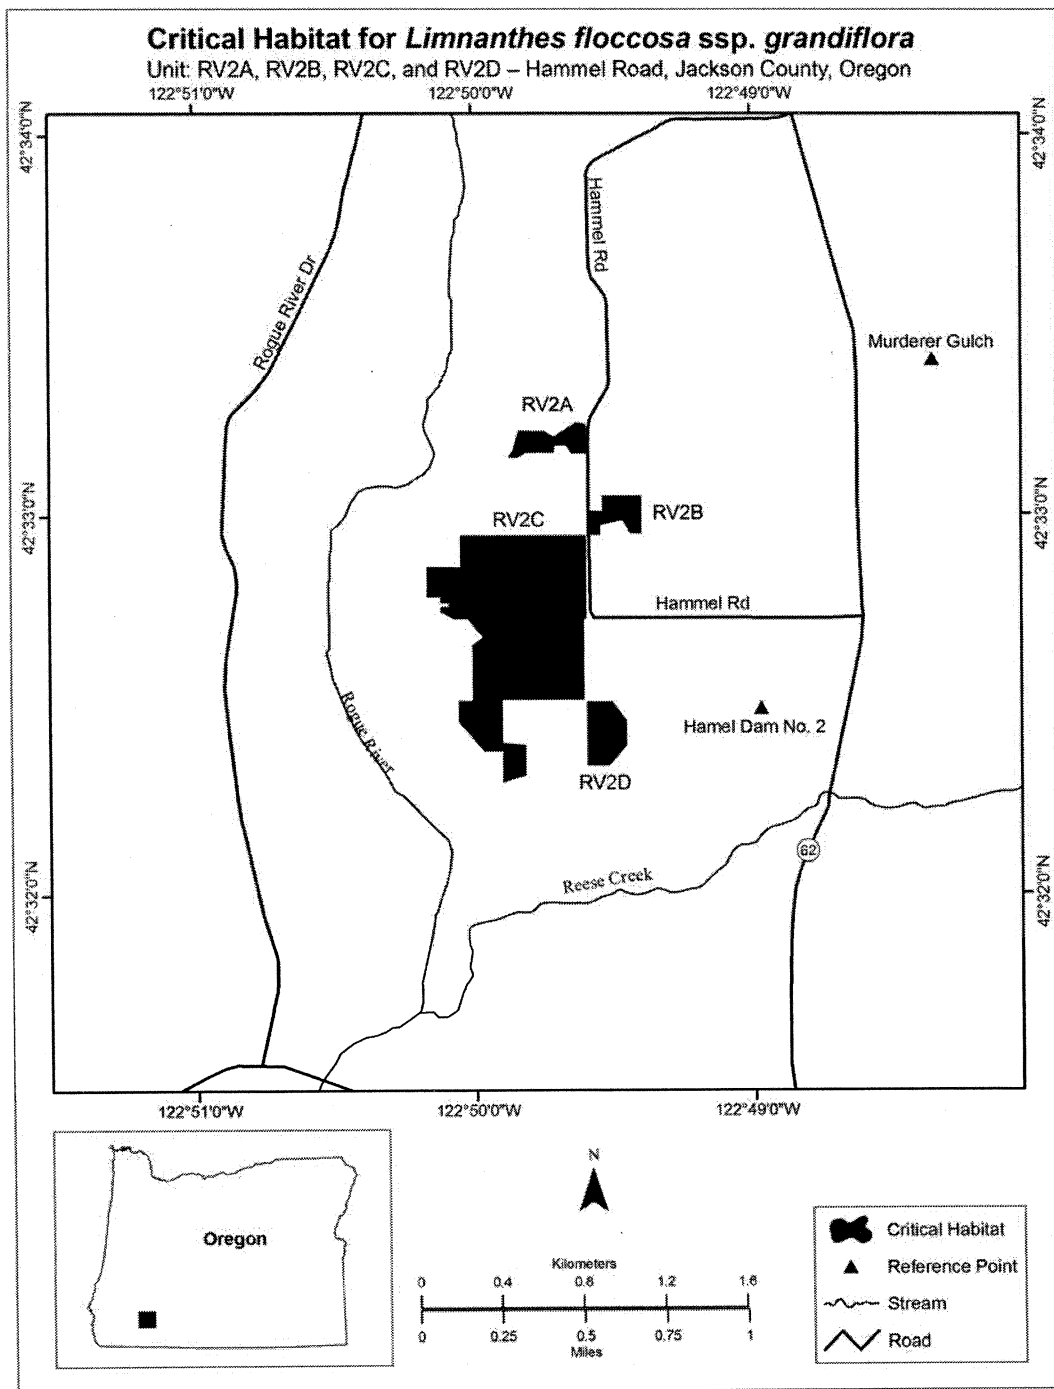 Critical Habitat for Limnanthes floccosa ssp. grandiflora
Unit: RV2A, RV2B, RV2C, and RV2D – Hammel Road, Jackson County, Oregon
122°51'0"W
122°50'0"W
122°49'0"W
42°34'0"N
42°34'0"N
Hammel Rd
Rogue River Dr
Murderer Gulch
RV2A
42°33'0"N
RV2C
RV2B
42°33'0"N
Hammel Rd
Rogue River
Hamel Dam No. 2
RV2D
62
Reese Creek
42°32'0"N
42°32'0"N
122°51'0"W
122°50'0"W
122°49'0"W
Oregon
N
Kilometers
0 0.4 0.8 1.2 1.6
0 0.25 0.5 0.75 1
Miles
Critical Habitat
Reference Point
Stream
Road